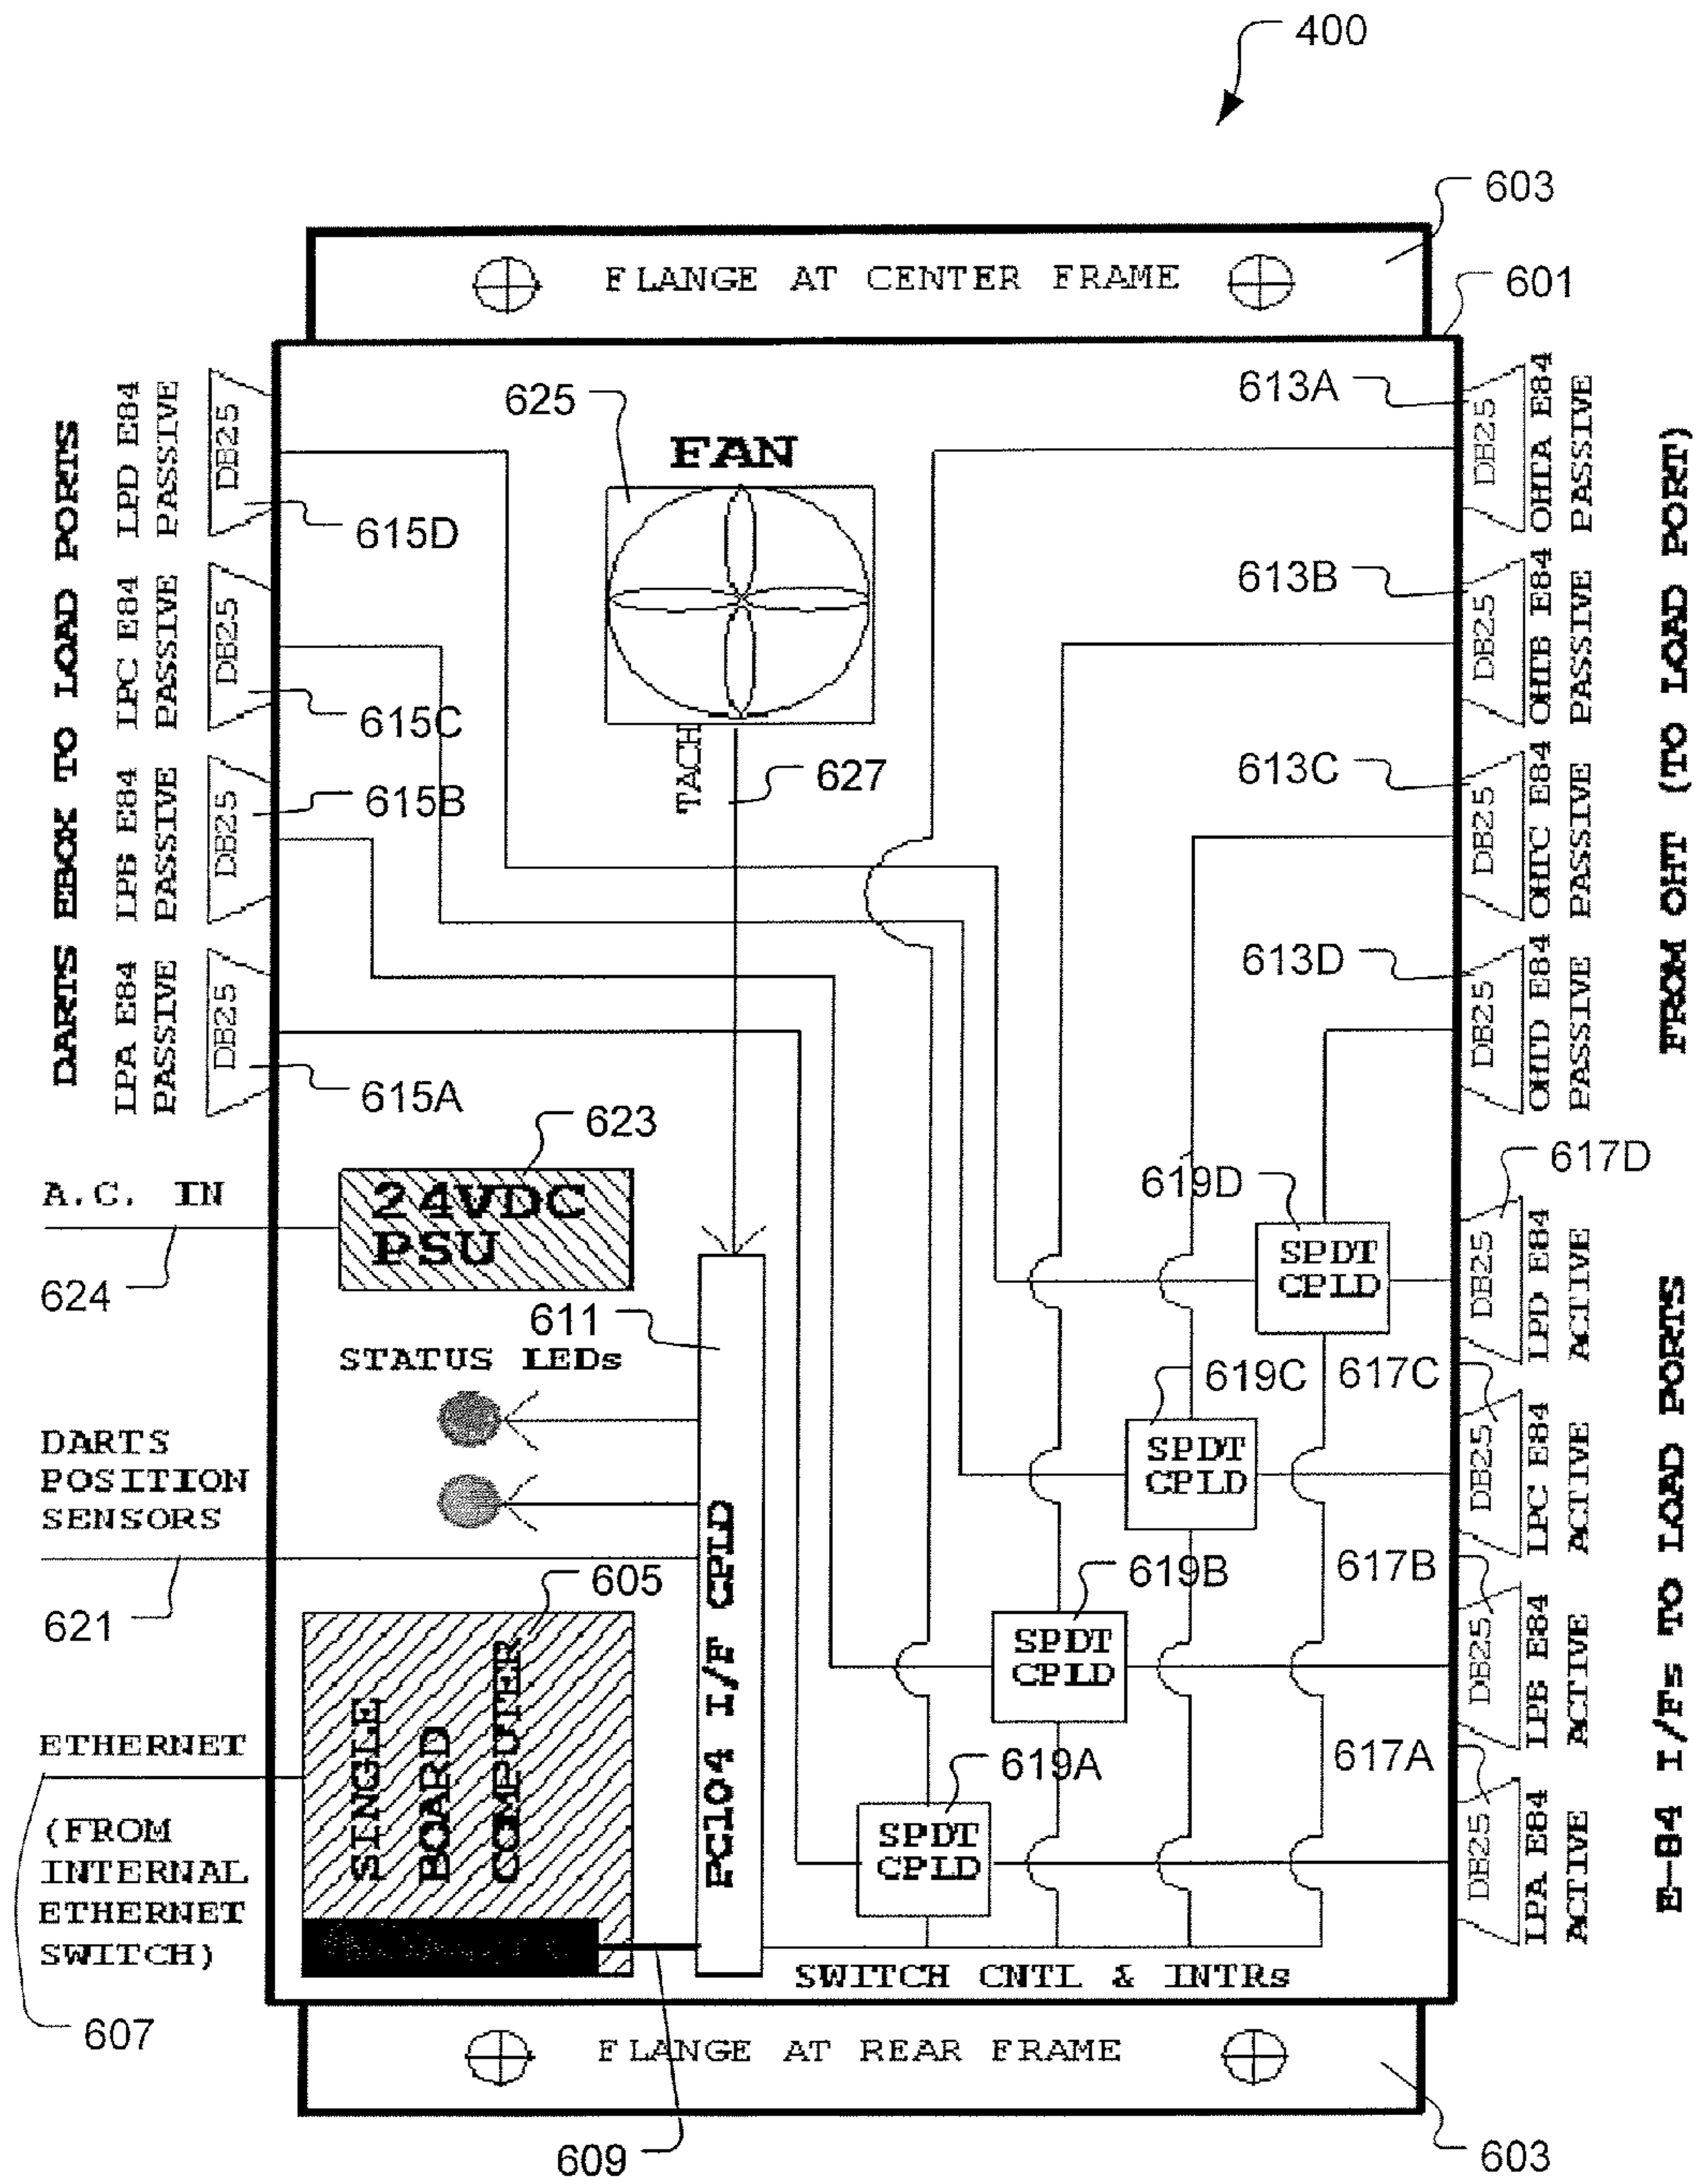 400
603
FLANGE AT CENTER FRAME
601
DARTS EBOX TO LOAD PORTS
LPD E84
PASSIVE
DB25
615D
LPC E84
PASSIVE
DB25
615C
LPB E84
PASSIVE
DB25
615B
LPA E84
PASSIVE
DB25
615A
625
FAN
TACH
627
613A
DB25
OHTA E84
PASSIVE
613B
DB25
OHTB E84
PASSIVE
613C
DB25
OHTC E84
PASSIVE
613D
DB25
OHTD E84
PASSIVE
FROM OHT (TO LOAD PORT)
A.C. IN
624
623
24VDC
PSU
611
STATUS LEDs
DARTS
POSITION
SENSORS
621
605
SINGLE
BOARD
COMPUTER
ETHERNET
(FROM
INTERNAL
ETHERNET
SWITCH)
607
609
PC104 I/F CPLD
619D
SPDT
CPLD
619C
SPDT
CPLD
619B
SPDT
CPLD
619A
SPDT
CPLD
617D
DB25
LPD E84
ACTIVE
617C
DB25
LPC E84
ACTIVE
617B
DB25
LPB E84
ACTIVE
617A
DB25
LPA E84
ACTIVE
E-84 I/Fs TO LOAD PORTS
SWITCH CNTL & INTRs
FLANGE AT REAR FRAME
603